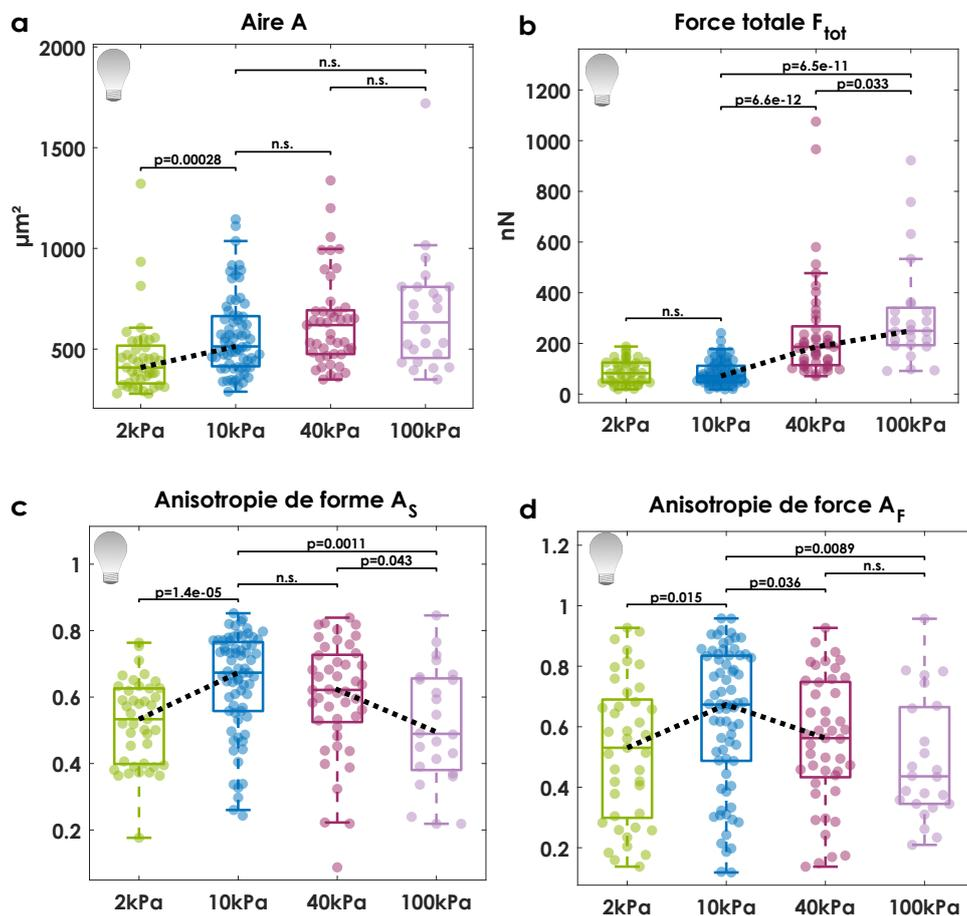 a
Aire A
2000
1500
1000
500
µm²
n.s.
n.s.
n.s.
p=0.00028
2kPa
10kPa
40kPa
100kPa
b
Force totale F_tot
1200
1000
800
600
400
200
0
nN
p=6.5e-11
p=0.033
p=6.6e-12
n.s.
2kPa
10kPa
40kPa
100kPa
c
Anisotropie de forme A_S
1
0.8
0.6
0.4
0.2
p=0.0011
p=0.043
n.s.
p=1.4e-05
2kPa
10kPa
40kPa
100kPa
d
Anisotropie de force A_F
1.2
1
0.8
0.6
0.4
0.2
p=0.0089
n.s.
p=0.036
p=0.015
2kPa
10kPa
40kPa
100kPa